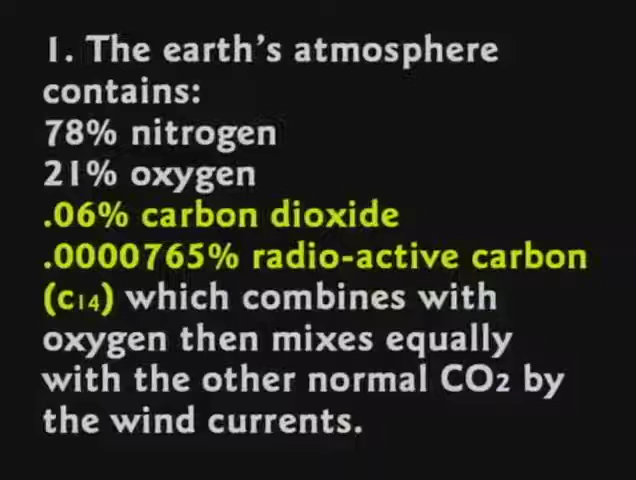 1. The earth's atmosphere
contains:
78% nitrogen
21% oxygen
.06% carbon dioxide
.0000765% radio-active carbon
(c14) which combines with
oxygen then mixes equally
with the other normal CO2 by
the wind currents.